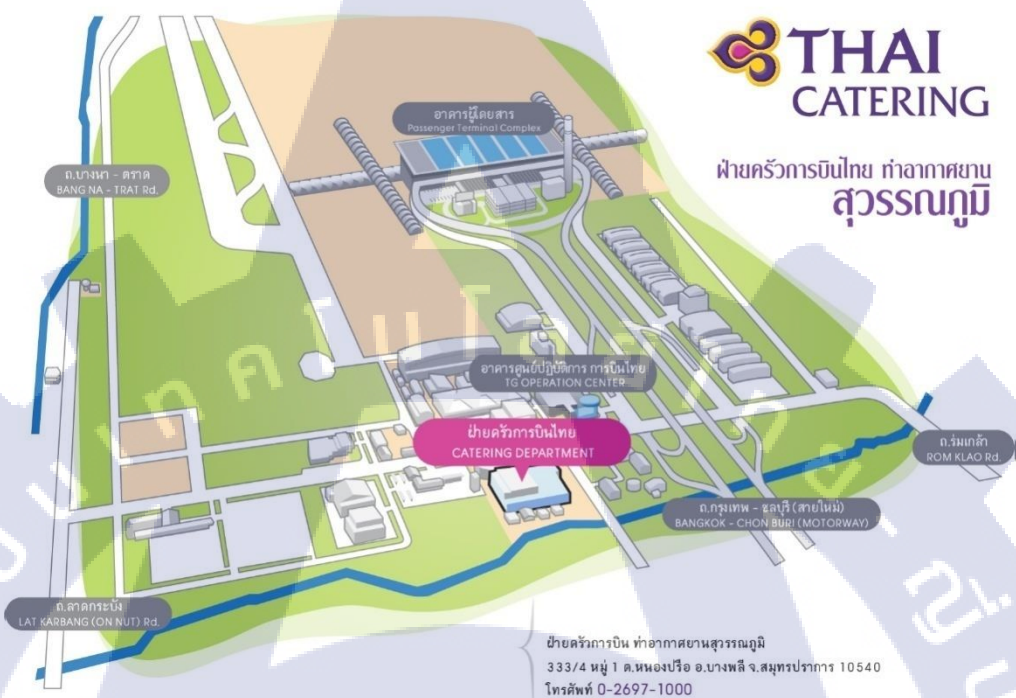 THAI
CATERING
ฝ่ายครัวการบินไทย ท่าอากาศยาน
สุวรรณภูมิ
อาคารผู้โดยสาร
Passenger Terminal Complex
ถ.บางนา - ตราด
BANG NA - TRAT Rd.
อาคารศูนย์ปฏิบัติการ การบินไทย
TG OPERATION CENTER
ฝ่ายครัวการบินไทย
CATERING DEPARTMENT
ถ.ร่มเกล้า
ROM KLAO Rd.
ถ.กรุงเทพ - ชลบุรี (สายใหม่)
BANGKOK - CHON BURI (MOTORWAY)
ถ.ลาดกระบัง
LAT KARBANG (ON NUT) Rd.
ฝ่ายครัวการบิน ท่าอากาศยานสุวรรณภูมิ
333/4 หมู่ 1 ต.หนองปรือ อ.บางพลี จ.สมุทรปราการ 10540
โทรศัพท์ 0-2697-1000